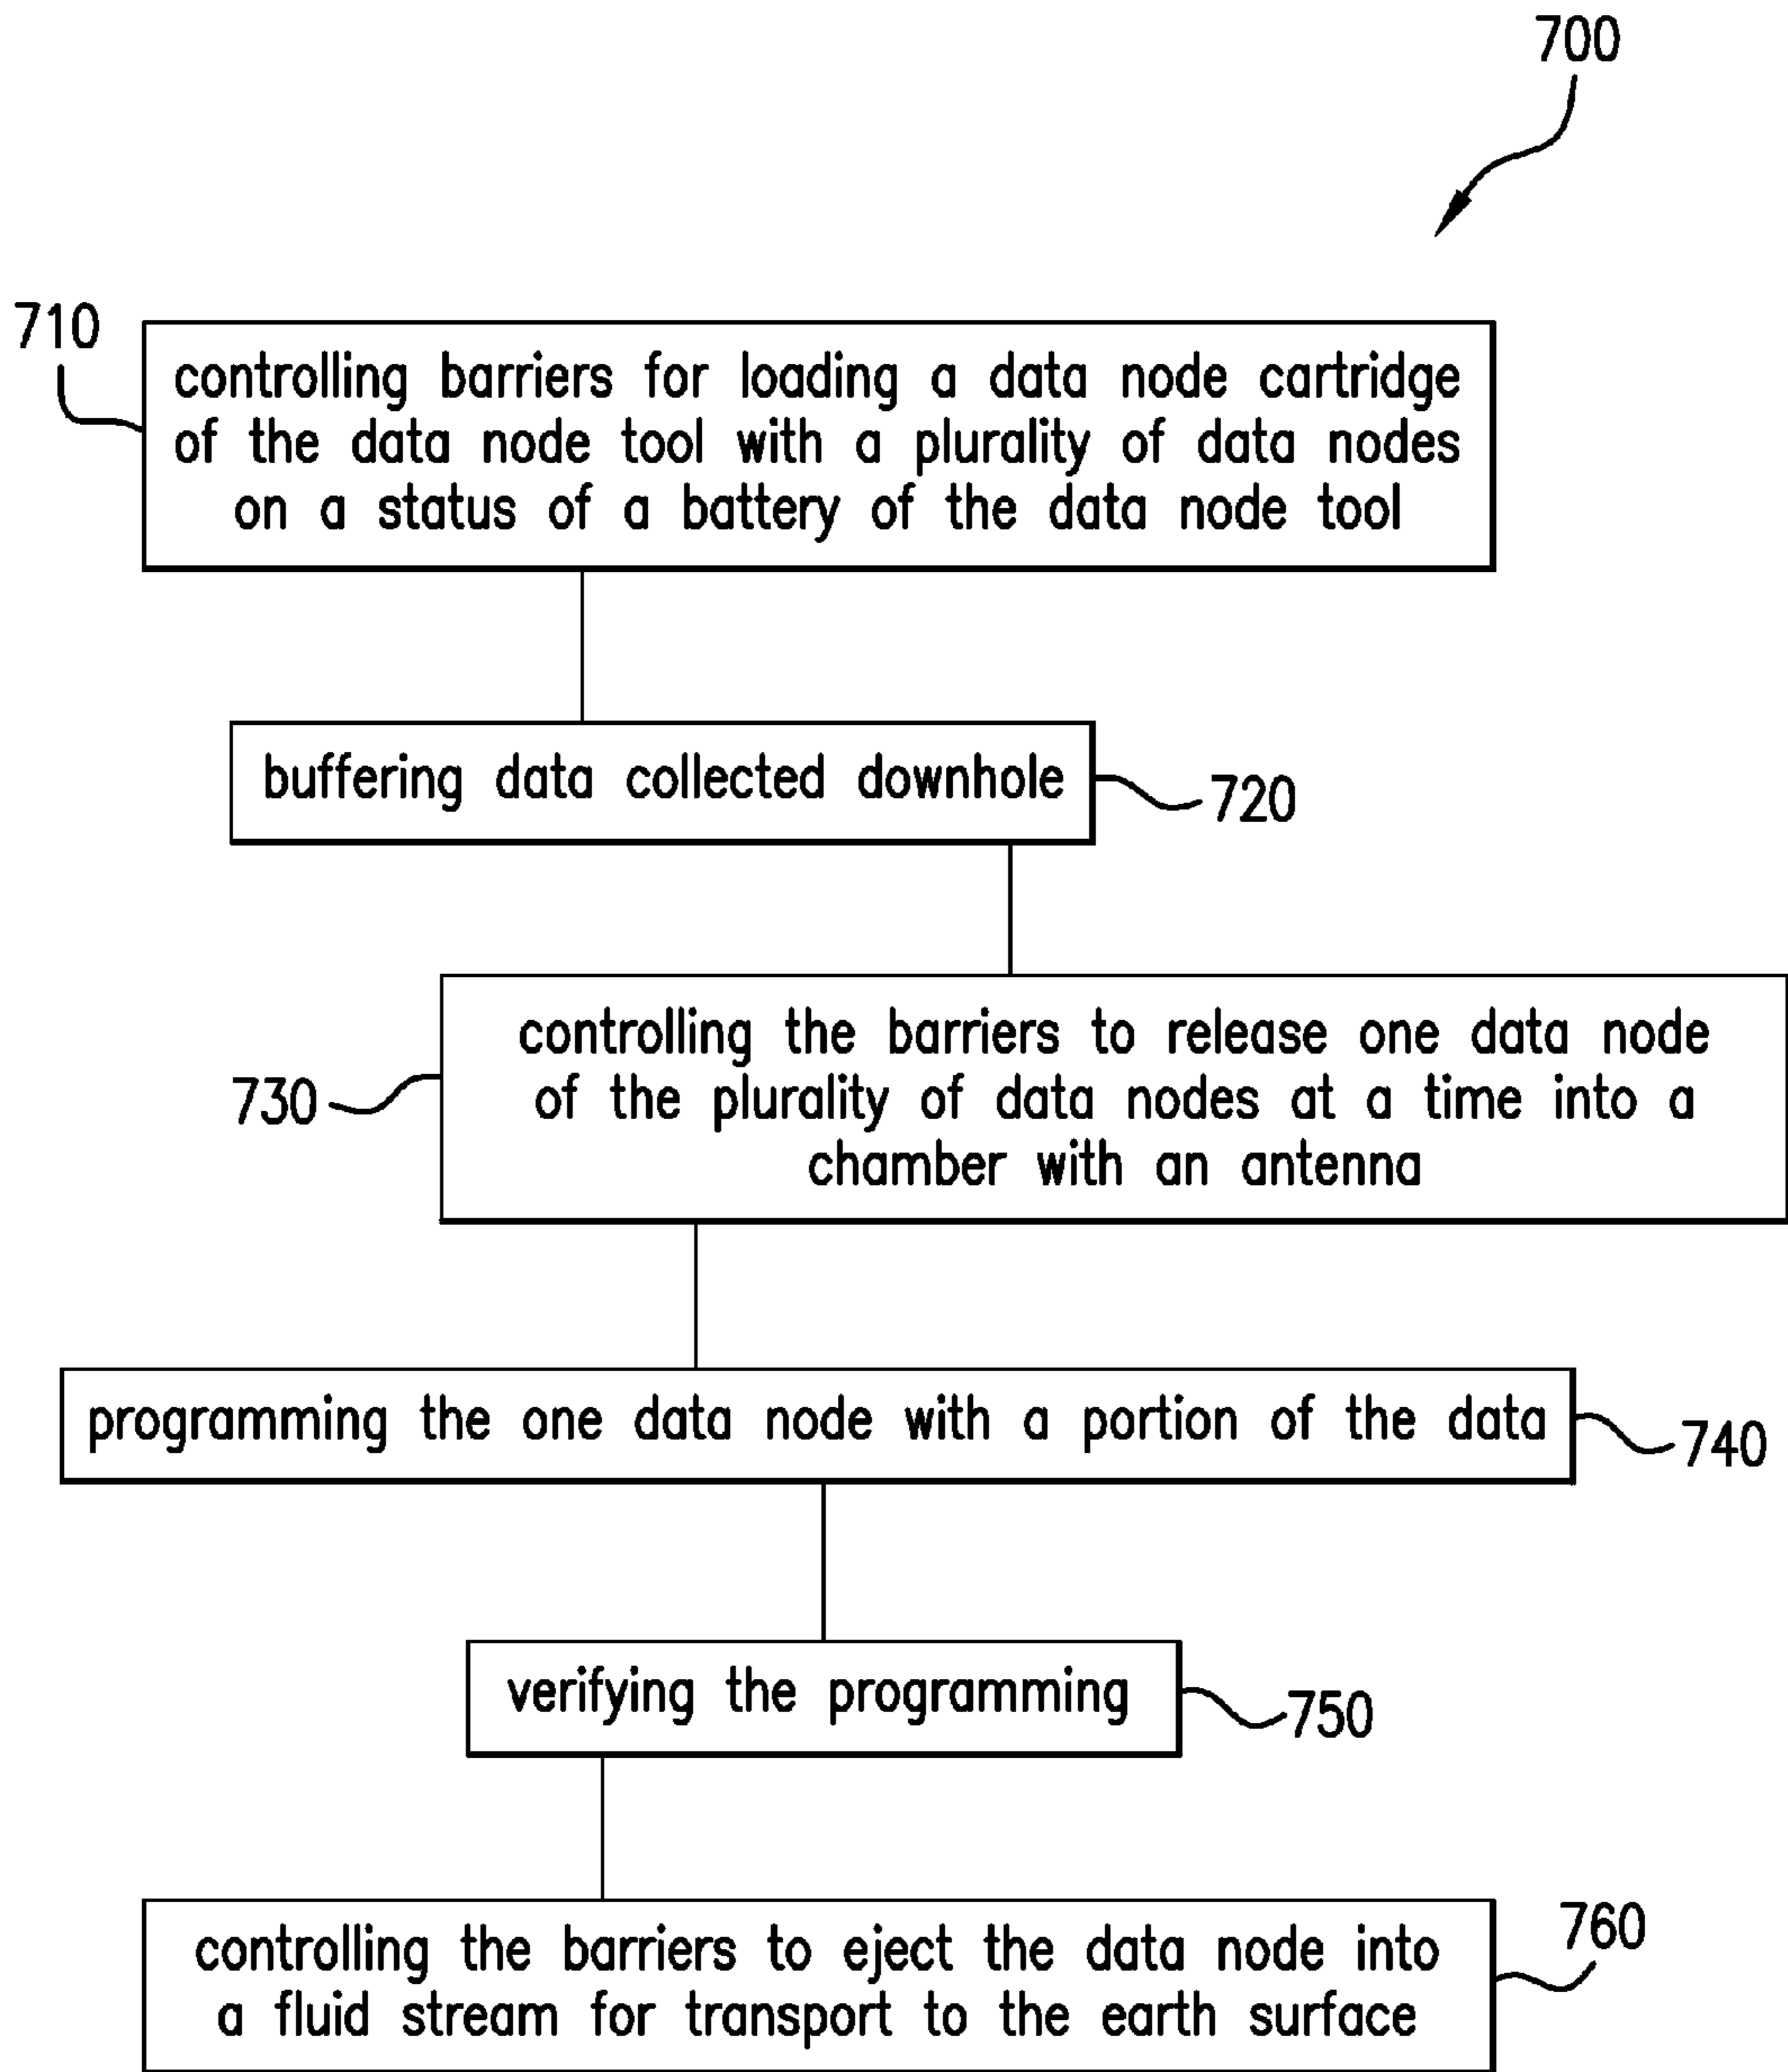 700
710
controlling barriers for loading a data node cartridge
of the data node tool with a plurality of data nodes
on a status of a battery of the data node tool
buffering data collected downhole
720
controlling the barriers to release one data node
730
of the plurality of data nodes at a time into a
chamber with an antenna
programming the one data node with a portion of the data
740
verifying the programming
750
760
controlling the barriers to eject the data node into
a fluid stream for transport to the earth surface